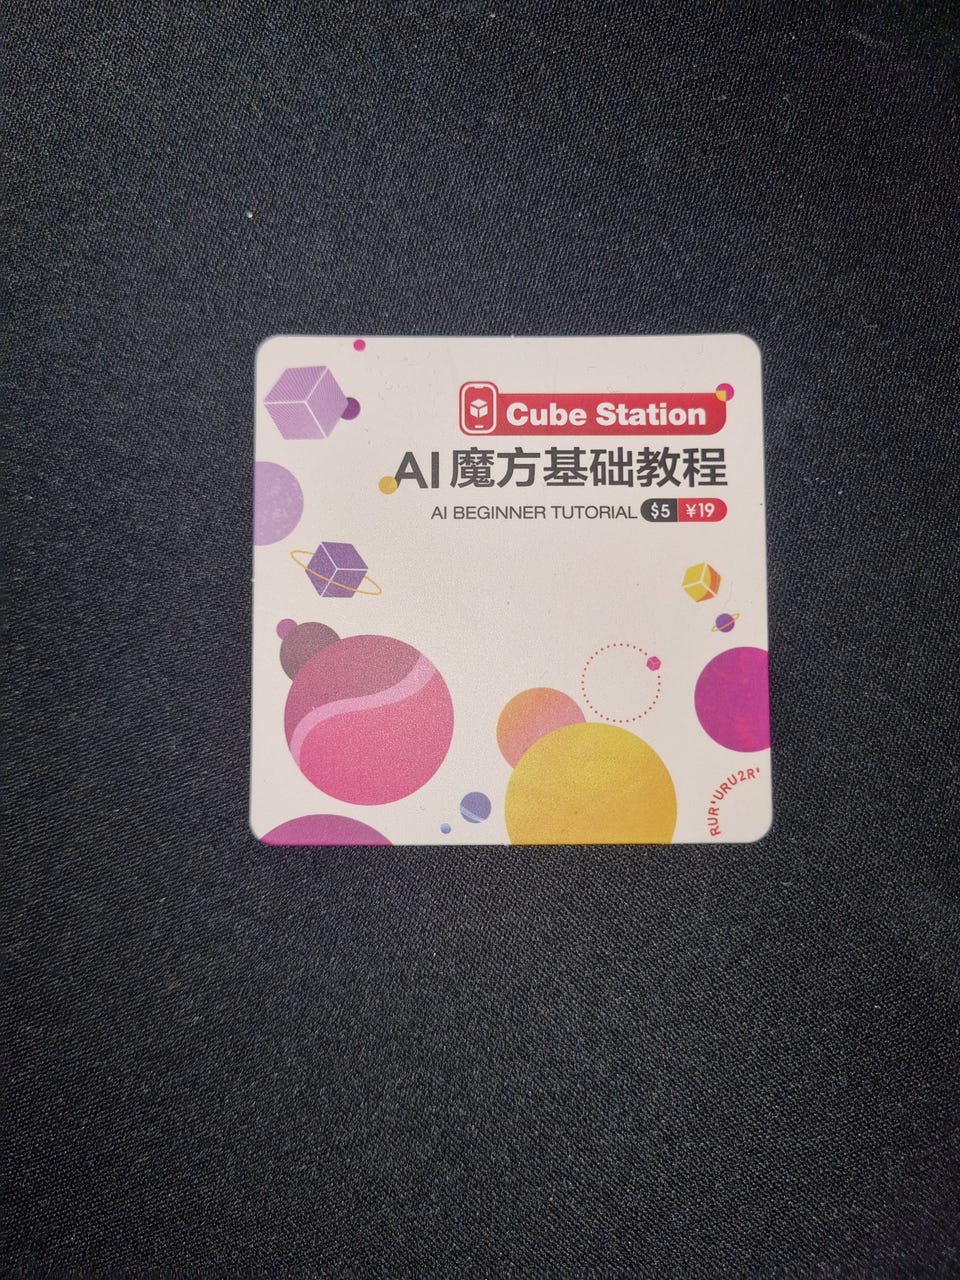 Cube Station
AI魔方基础教程
AI BEGINNER TUTORIAL $5 ¥19
RUR'URU2R'